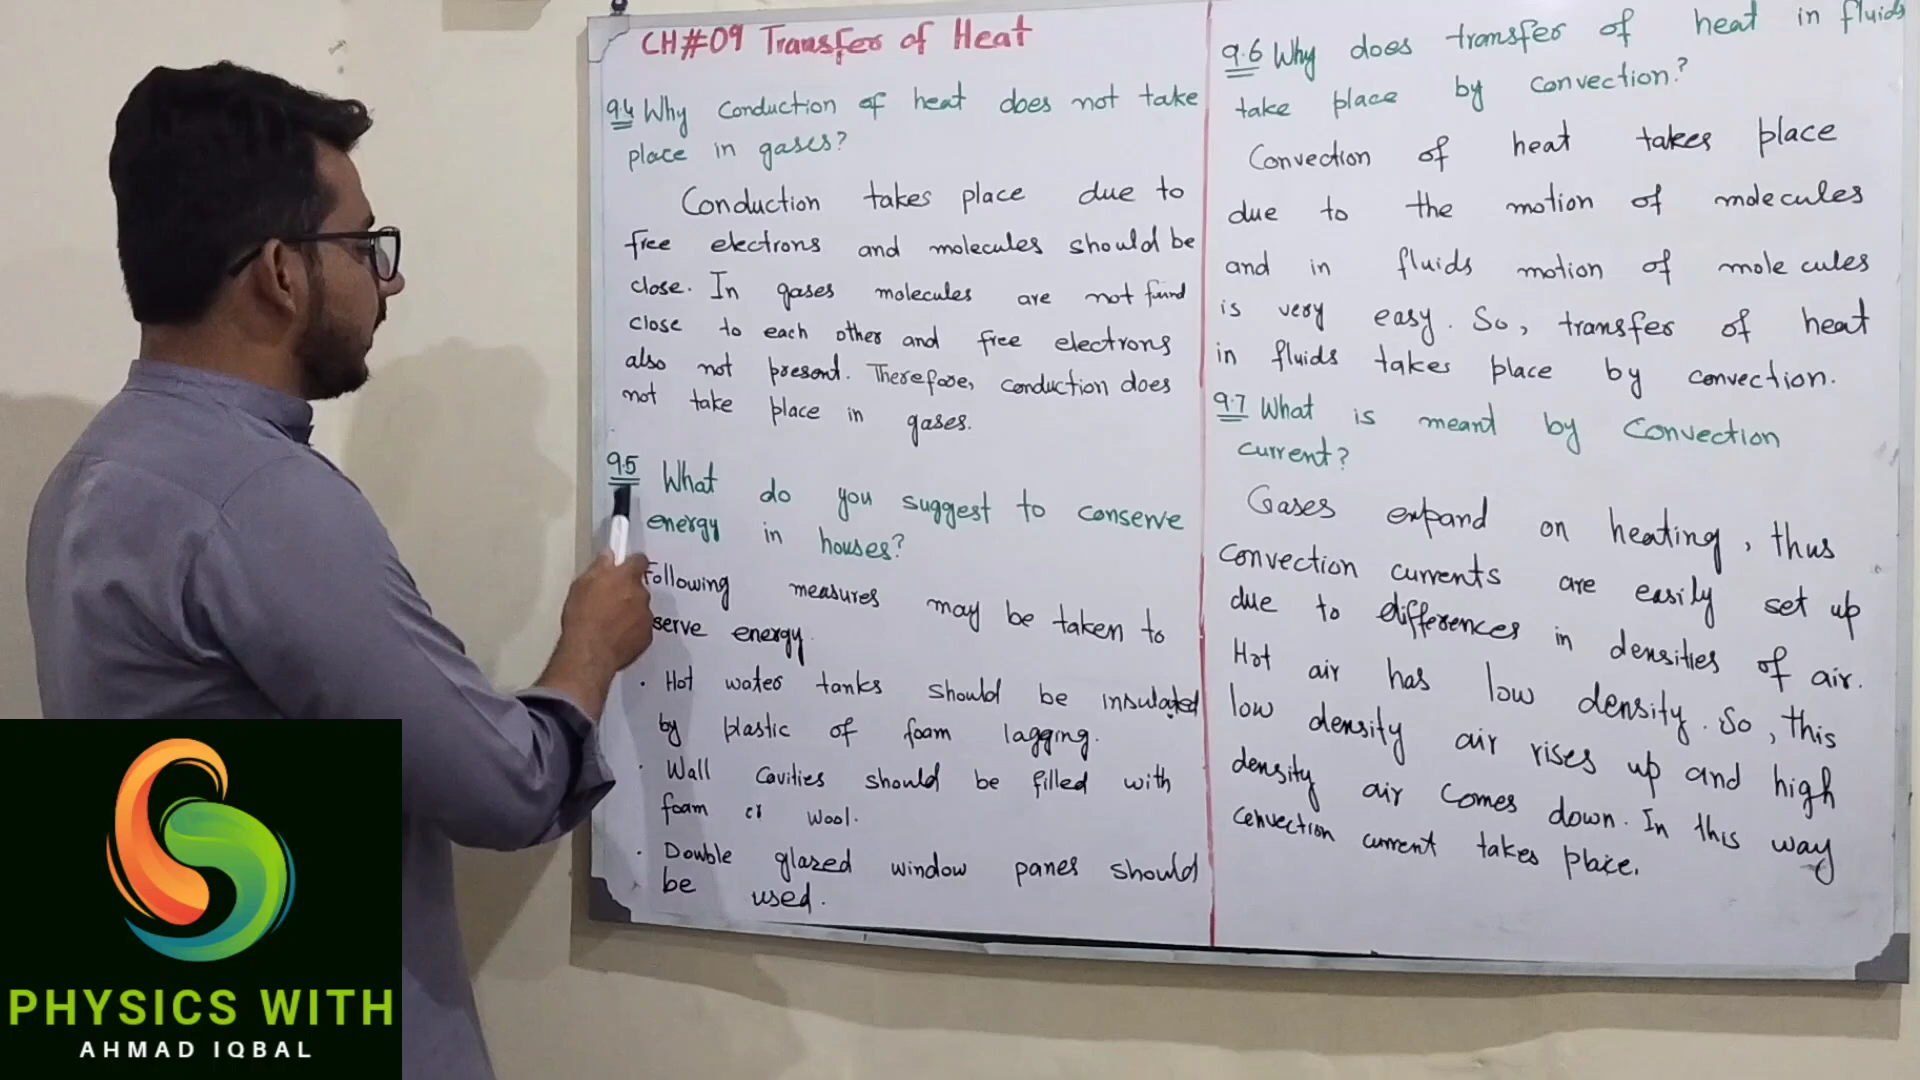 CH#09 Transfer of Heat
9.4 Why conduction of heat does not take
place in gases?
Conduction takes place due to
free electrons and molecules should be
close. In gases molecules are not found
close to each other and free electrons
also not present. Therefore, conduction does
not take place in gases.
9.5 What do you suggest to conserve
energy in houses?
Following measures may be taken to
serve energy.
· Hot water tanks should be insulated
by plastic of foam lagging.
· Wall cavities should be filled with
foam or wool.
· Double glazed window panes should
be used.
9.6 Why does transfer of heat in fluids
take place by convection?
Convection of heat takes place
due to the motion of molecules
and in fluids motion of molecules
is very easy. So, transfer of heat
in fluids takes place by convection.
9.7 What is meant by Convection
current?
Gases expand on heating, thus
convection currents are easily set up
due to differences in densities of air.
Hot air has low density. So, this
low density air rises up and high
density air comes down. In this way
convection current takes place.
PHYSICS WITH
AHMAD IQBAL